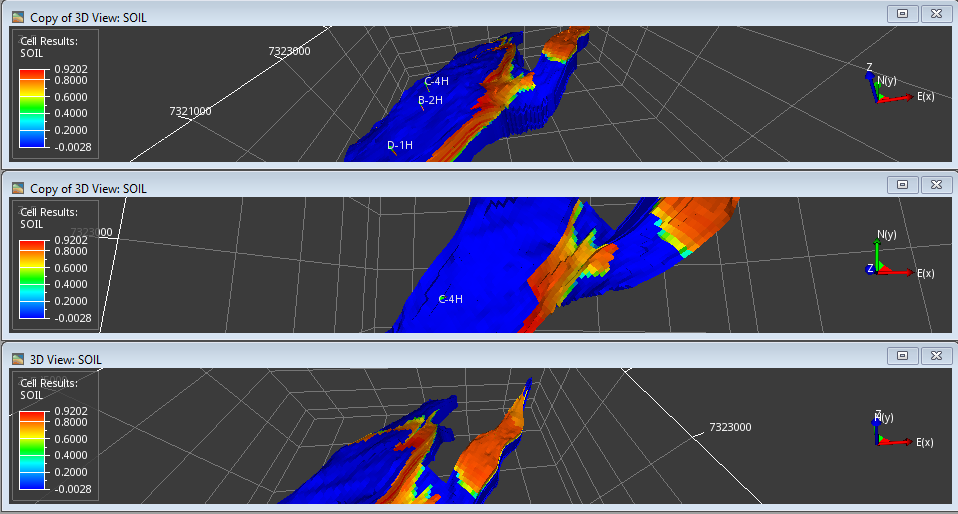 Copy of 3D View: SOIL
Cell Results:
SOIL
0.9202
0.8000
0.6000
0.4000
0.2000
-0.0028
7323000
7321000
C-4H
B-2H
D-1H
Z
N(y)
E(x)
Copy of 3D View: SOIL
Cell Results:
SOIL
0.9202
0.8000
0.6000
0.4000
0.2000
-0.0028
7323000
C-4H
N(y)
Z
E(x)
3D View: SOIL
Cell Results:
SOIL
0.9202
0.8000
0.6000
0.4000
0.2000
-0.0028
7323000
Z
N(y)
E(x)